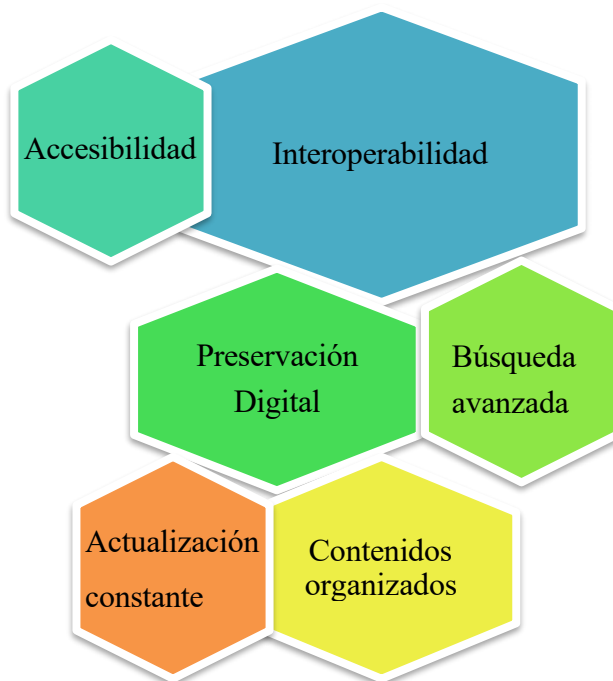 Accesibilidad
Interoperabilidad
Preservación
Digital
Búsqueda
avanzada
Actualización
constante
Contenidos
organizados